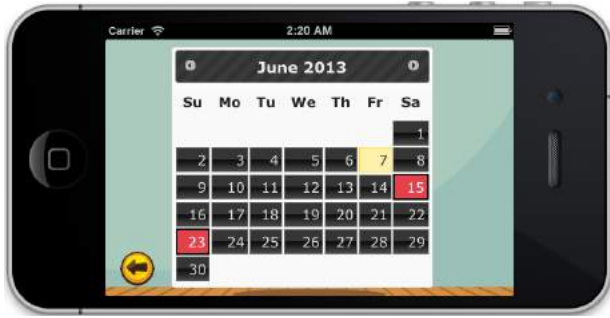 Carrier 2:20 AM
June 2013
Su Mo Tu We Th Fr Sa
1
2 3 4 5 6 7 8
9 10 11 12 13 14 15
16 17 18 19 20 21 22
23 24 25 26 27 28 29
30